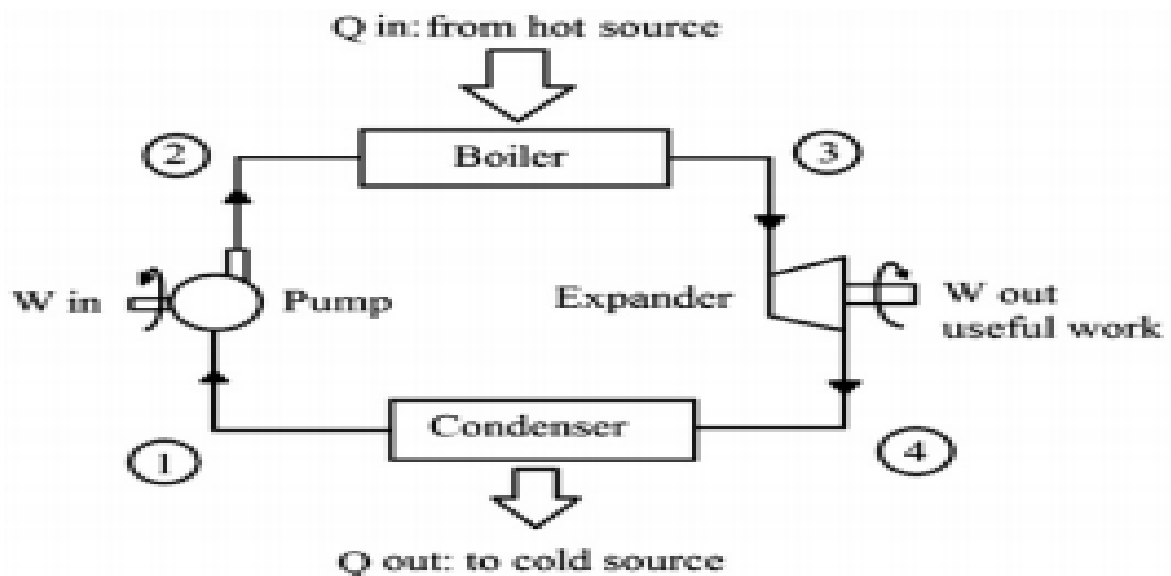 Q in: from hot source
2
Boiler
3
W in
Pump
Expander
W out
useful work
1
Condenser
4
Q out: to cold source